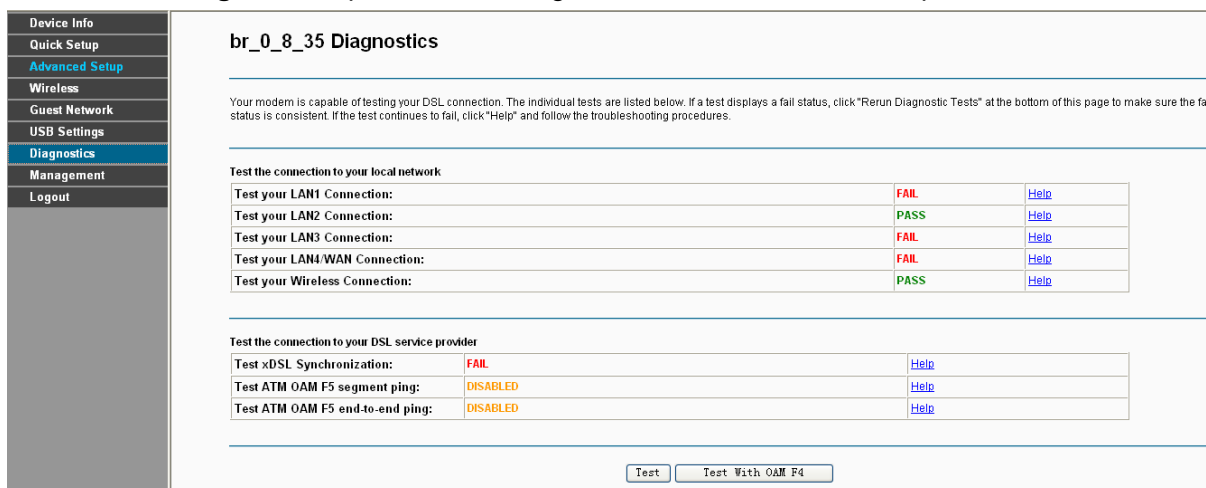 Device Info
Quick Setup
Advanced Setup
Wireless
Guest Network
USB Settings
Diagnostics
Management
Logout
br_0_8_35 Diagnostics
Your modem is capable of testing your DSL connection. The individual tests are listed below. If a test displays a fail status, click "Rerun Diagnostic Tests" at the bottom of this page to make sure the fa
status is consistent. If the test continues to fail, click "Help" and follow the troubleshooting procedures.
Test the connection to your local network
Test your LAN1 Connection: FAIL Help
Test your LAN2 Connection: PASS Help
Test your LAN3 Connection: FAIL Help
Test your LAN4/WAN Connection: FAIL Help
Test your Wireless Connection: PASS Help
Test the connection to your DSL service provider
Test xDSL Synchronization: FAIL Help
Test ATM OAM F5 segment ping: DISABLED Help
Test ATM OAM F5 end-to-end ping: DISABLED Help
Test Test With OAM F4